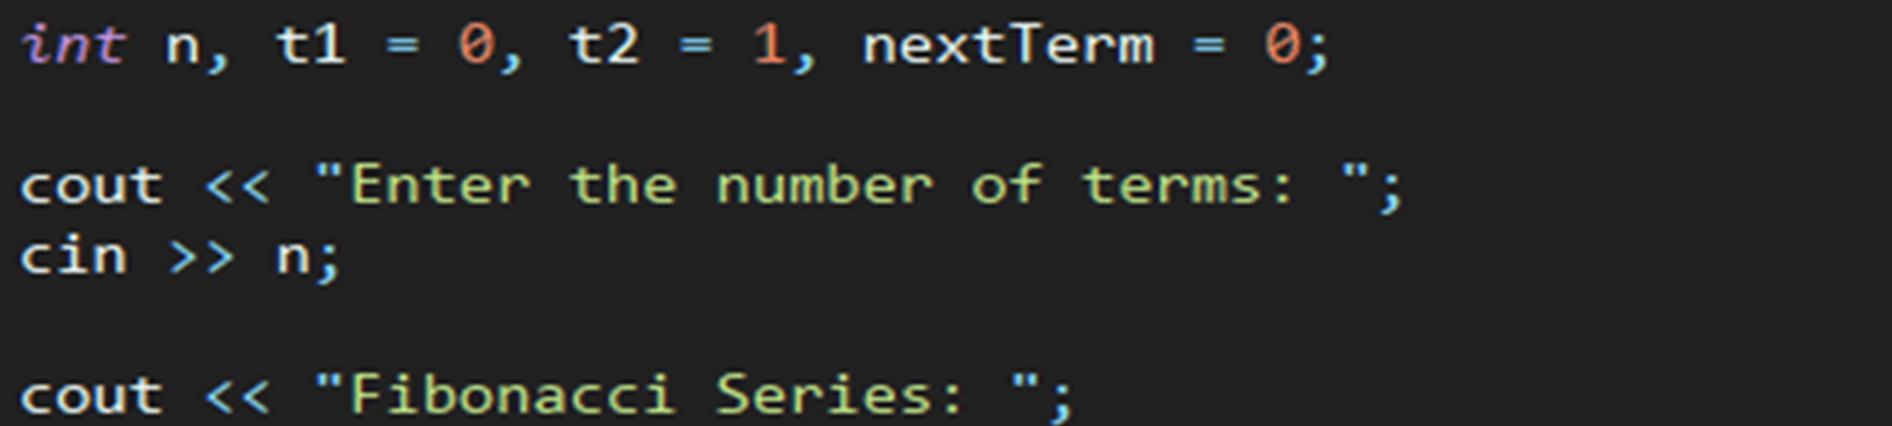 int n, t1 = 0, t2 = 1, nextTerm = 0;
cout << "Enter the number of terms: ";
cin >> n;
cout << "Fibonacci Series: ";